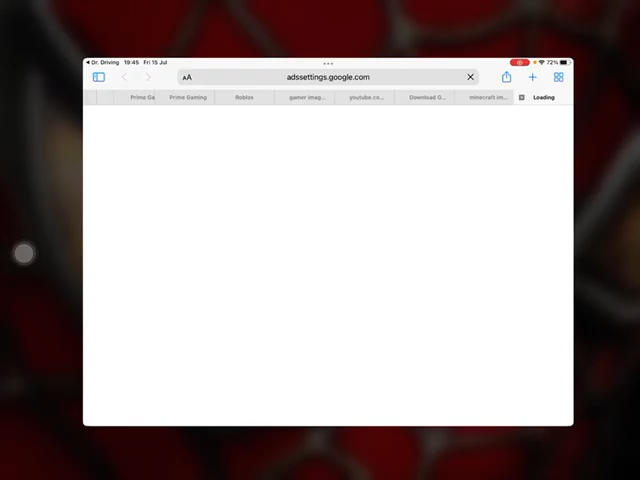 ◀ Dr. Driving 19:45 Fri 15 Jul 72%
AA adssettings.google.com
Prime Ga Prime Gaming Roblox gamer imag... youtube.co... Download G... minecraft im... Loading